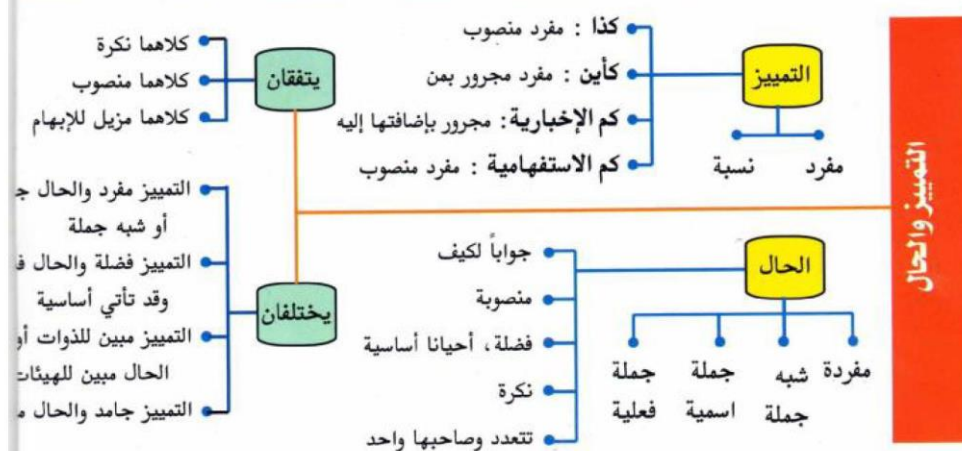 التمييز والحال
التمييز
مفرد
نسبة
كذا : مفرد منصوب
كأين : مفرد مجرور بمن
كم الإخبارية : مجرور بإضافتها إليه
كم الاستفهامية : مفرد منصوب
الحال
مفردة
شبه
جملة
جملة
اسمية
جملة
فعلية
جواباً لكيف
منصوبة
فضلة، أحيانا أساسية
نكرة
تتعدد وصاحبها واحد
يتفقان
كلاهما نكرة
كلاهما منصوب
كلاهما مزيل للإبهام
يختلفان
التمييز مفرد والحال
أو شبه جملة
التمييز فضلة والحال
وقد تأتي أساسية
التمييز مبين للذوات أو
الحال مبين للهيئات
التمييز جامد والحال